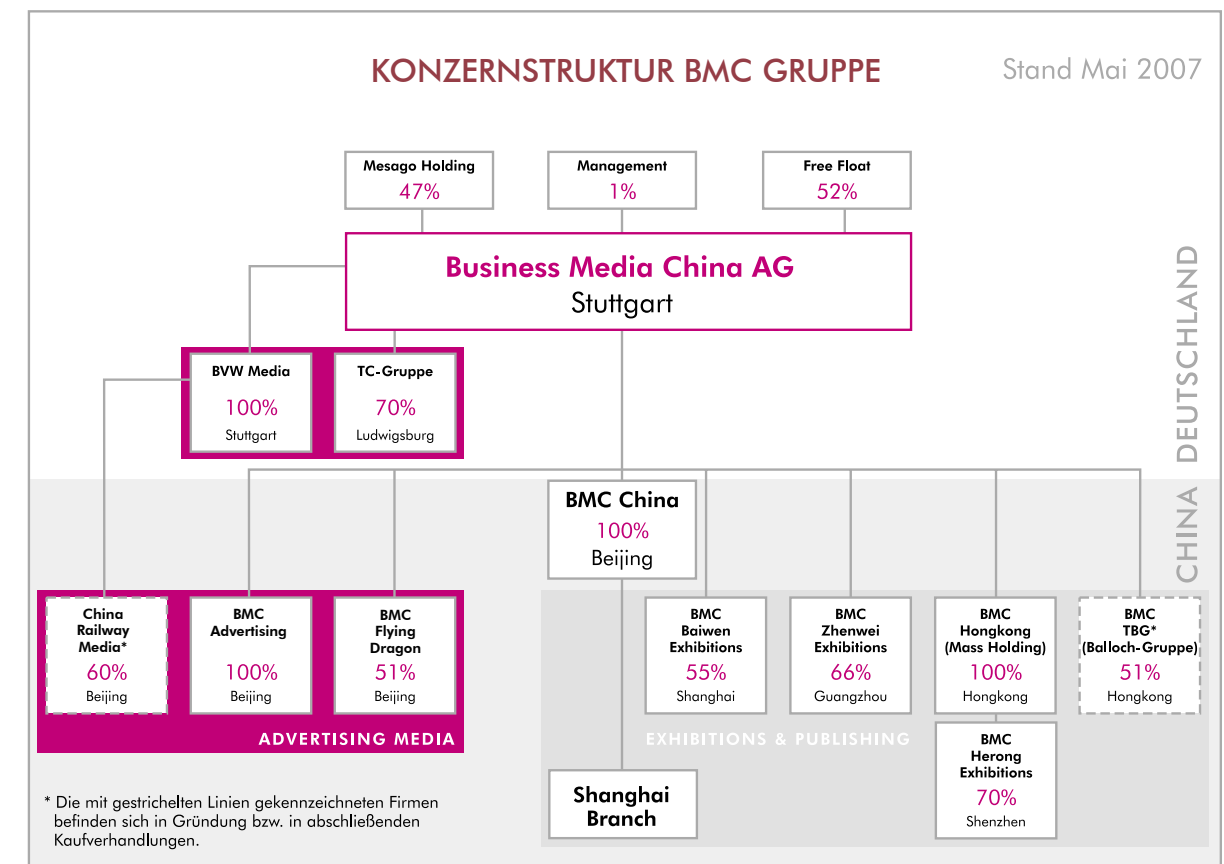 KONZERNSTRUKTUR BMC GRUPPE
Stand Mai 2007
Mesago Holding
47%
Management
1%
Free Float
52%
Business Media China AG
Stuttgart
DEUTSCHLAND
BVW Media
100%
Stuttgart
TC-Gruppe
70%
Ludwigsburg
CHINA
BMC China
100%
Beijing
China
Railway
Media*
60%
Beijing
BMC
Advertising
100%
Beijing
BMC
Flying
Dragon
51%
Beijing
ADVERTISING MEDIA
BMC
Baiwen
Exhibitions
55%
Shanghai
BMC
Zhenwei
Exhibitions
66%
Guangzhou
BMC
Hongkong
(Mass Holding)
100%
Hongkong
BMC
TBG*
(Balloch-Gruppe)
51%
Hongkong
EXHIBITIONS & PUBLISHING
BMC
Herong
Exhibitions
70%
Shenzhen
Shanghai
Branch
* Die mit gestrichelten Linien gekennzeichneten Firmen
befinden sich in Gründung bzw. in abschließenden
Kaufverhandlungen.